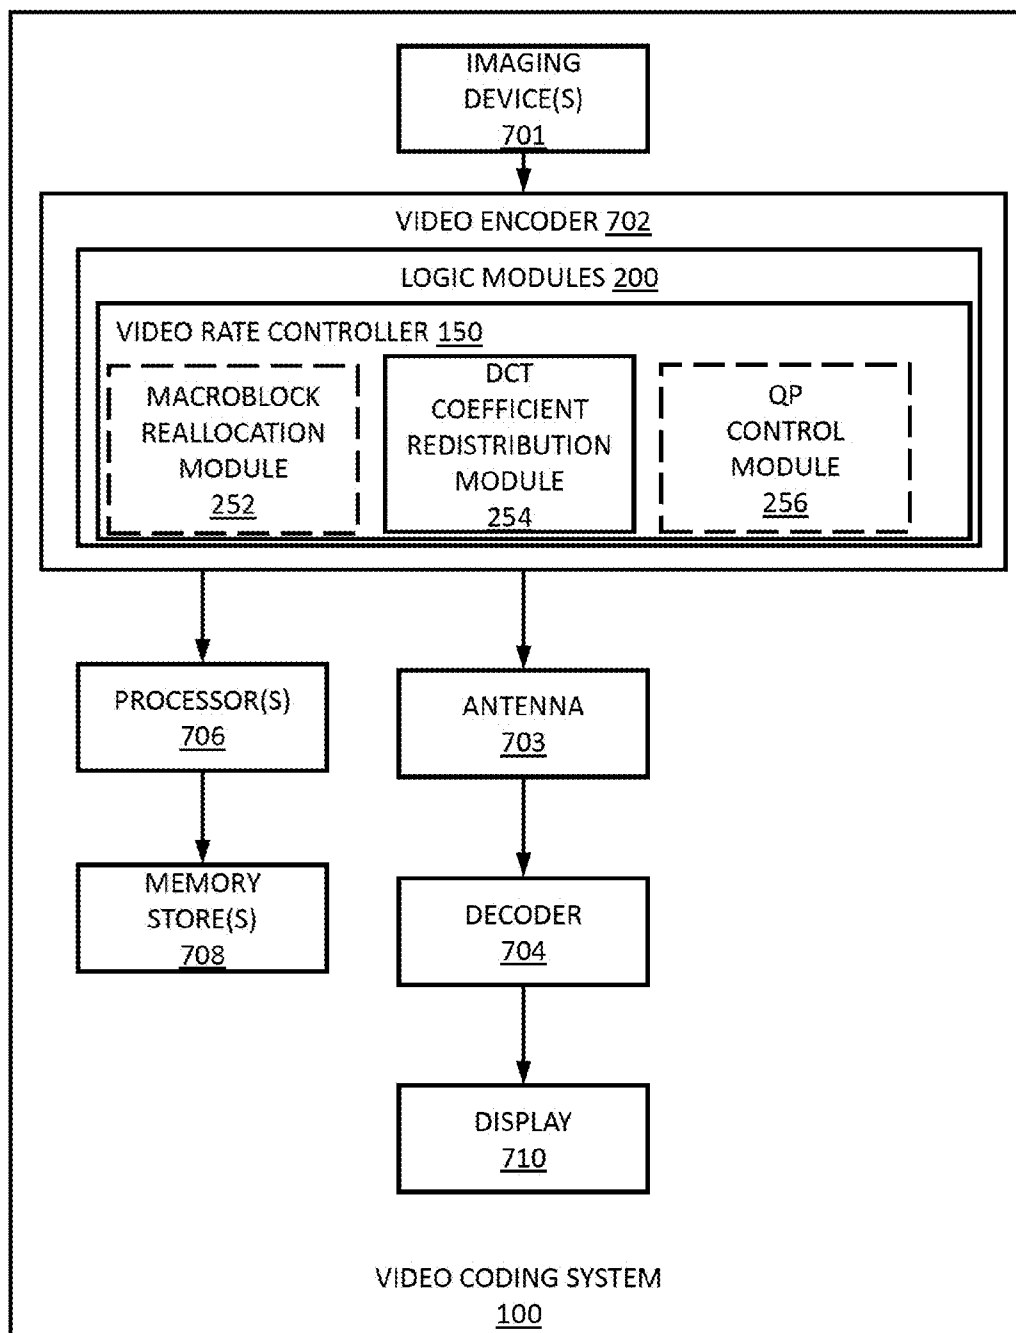 IMAGING
DEVICE(S)
701
VIDEO ENCODER 702
LOGIC MODULES 200
VIDEO RATE CONTROLLER 150
MACROBLOCK
REALLOCATION
MODULE
252
DCT
COEFFICIENT
REDISTRIBUTION
MODULE
254
QP
CONTROL
MODULE
256
PROCESSOR(S)
706
ANTENNA
703
MEMORY
STORE(S)
708
DECODER
704
DISPLAY
710
VIDEO CODING SYSTEM
100